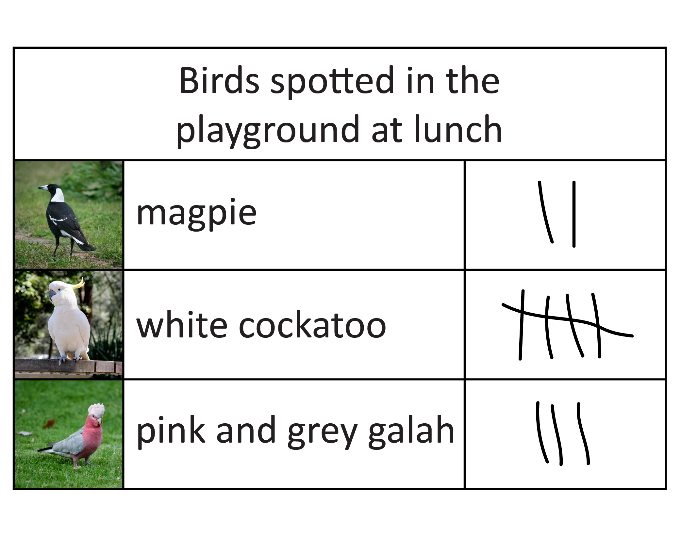 Birds spotted in the
playground at lunch
magpie
white cockatoo
pink and grey galah